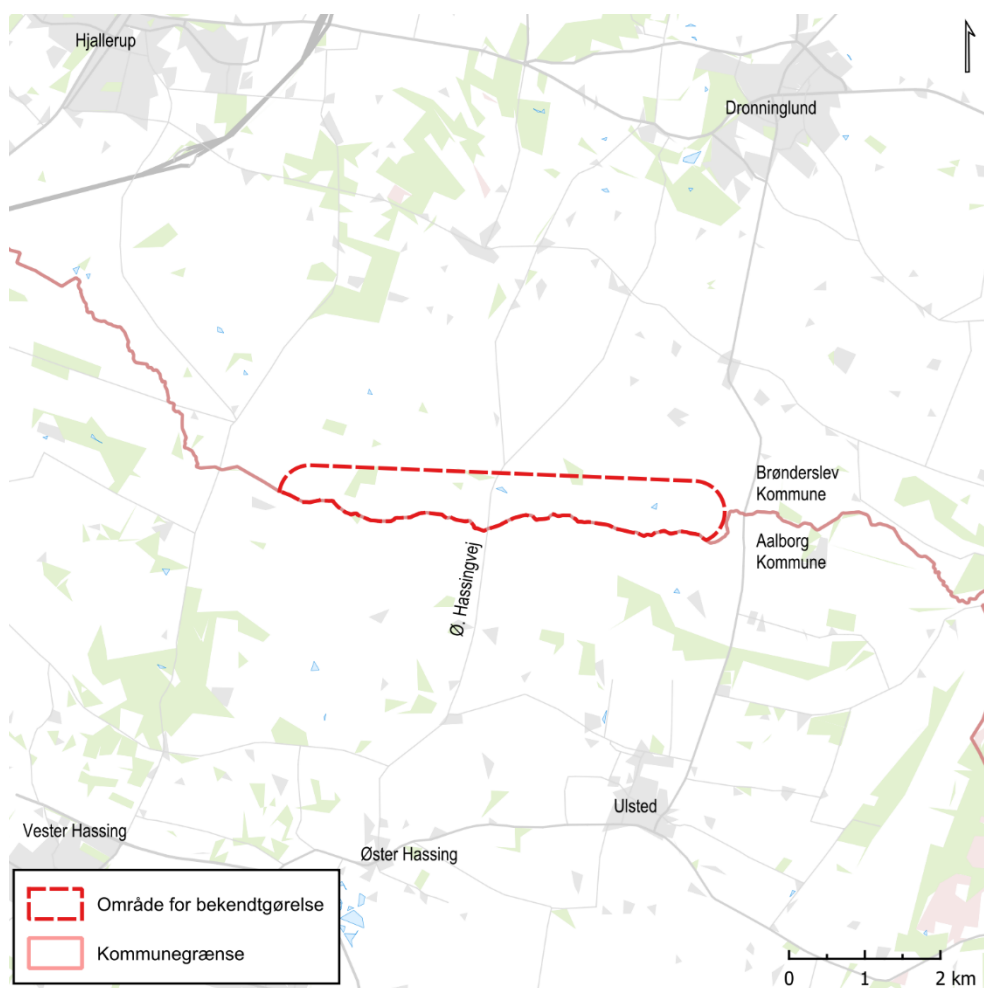 Hjallerup
Dronninglund
Brønderslev
Kommune
Aalborg
Kommune
Ø. Hassingvej
Ulsted
Vester Hassing
Øster Hassing
Område for bekendtgørelse
Kommunegrænse
0 1 2 km